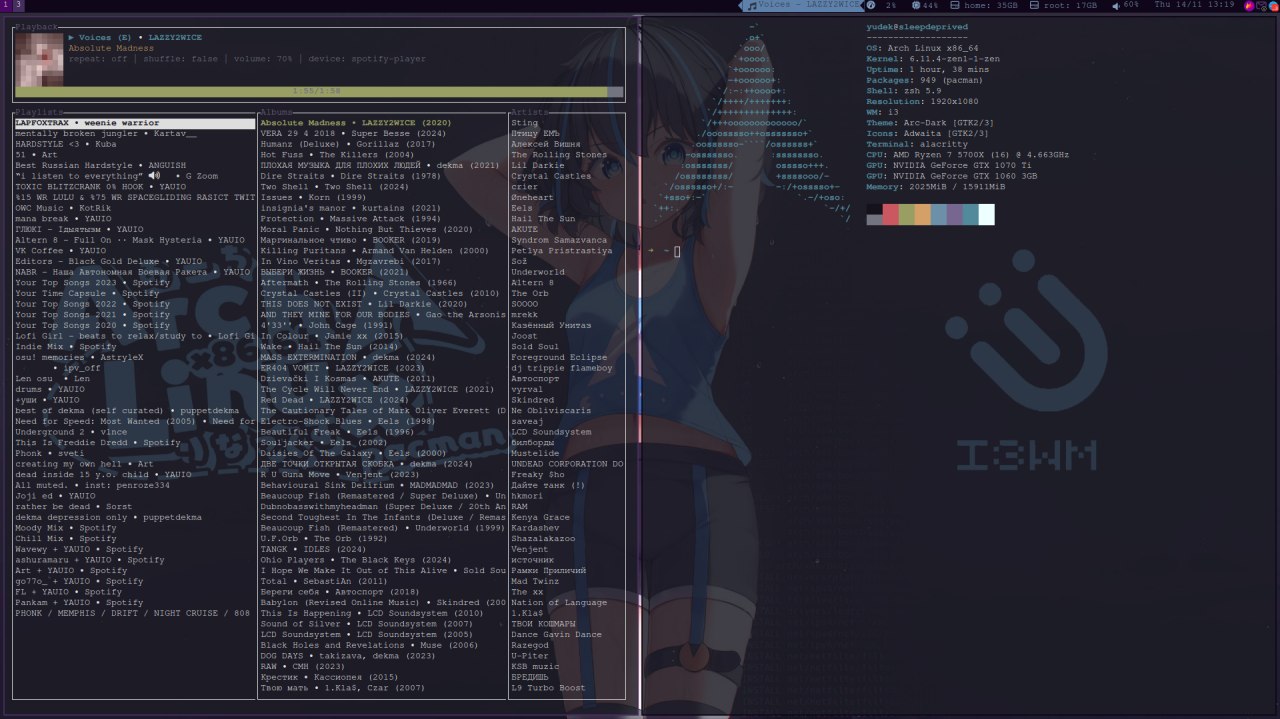 1 3
Voices - LAZZY2WICE
2%
44%
home: 35GB
root: 17GB
60%
Thu 14/11 13:19
Playback
▶ Voices (E) • LAZZY2WICE
Absolute Madness
repeat: off | shuffle: false | volume: 70% | device: spotify-player
1:55/1:58
Playlists
LAPFOXTRAX • weenie warrior
mentally broken jungler • Kartav__
HARDSTYLE <3 • Kuba
51 • Art
Best Russian Hardstyle • ANGUISH
"i listen to everything" 🔊 • G Zoom
TOXIC BLITZCRANK 0% HOOK • YAUIO
%15 WR LULU & %75 WR SPACEGLIDING RASICT TWIT
OWC Music • KotRik
mana break • YAUIO
ГЛЮКИ - Iдыятызм • YAUIO
Altern 8 - Full On ·· Mask Hysteria • YAUIO
VK Coffee • YAUIO
Editors - Black Gold Deluxe • YAUIO
NABR - Наша Автономная Боевая Ракета • YAUIO
Your Top Songs 2023 • Spotify
Your Time Capsule • Spotify
Your Top Songs 2022 • Spotify
Your Top Songs 2021 • Spotify
Your Top Songs 2020 • Spotify
Lofi Girl - beats to relax/study to • Lofi Gi
Indie Mix • Spotify
osu! memories • AstryleX
• ipv_off
Len osu • Len
drums • YAUIO
+уши • YAUIO
best of dekma (self curated) • puppetdekma
Need for Speed: Most Wanted (2005) • Need for
Underground 2 • vince
This Is Freddie Dredd • Spotify
Phonk • sveti
creating my own hell • Art
dead inside 15 y.o. child • YAUIO
All muted. • inst: penroze334
Joji ed • YAUIO
rather be dead • Sorst
dekma depression only • puppetdekma
Moody Mix • Spotify
Chill Mix • Spotify
Wavewy + YAUIO • Spotify
ashuramaru + YAUIO • Spotify
Art + YAUIO • Spotify
go77o_ + YAUIO • Spotify
FL + YAUIO • Spotify
Pankam + YAUIO • Spotify
PHONK / MEMPHIS / DRIFT / NIGHT CRUISE / 808
Albums
Absolute Madness • LAZZY2WICE (2020)
VERA 29 4 2018 • Super Besse (2024)
Humanz (Deluxe) • Gorillaz (2017)
Hot Fuss • The Killers (2004)
ПЛОХАЯ МУЗЫКА ДЛЯ ПЛОХИХ ЛЮДЕЙ • dekma (2021)
Dire Straits • Dire Straits (1978)
Two Shell • Two Shell (2024)
Issues • Korn (1999)
Insignia's manor • kurtains (2021)
Protection • Massive Attack (1994)
Moral Panic • Nothing But Thieves (2020)
Маргинальное чтиво • BOOKER (2019)
Killing Puritans • Armand Van Helden (2000)
In Vino Veritas • Mgzavrebi (2017)
ВЫБЕРИ ЖИЗНЬ • BOOKER (2021)
Aftermath • The Rolling Stones (1966)
Crystal Castles (II) • Crystal Castles (2010)
THIS DOES NOT EXIST • Lil Darkie (2020)
AND THEY MINE FOR OUR BODIES • Gao the Arsonis
4'33'' • John Cage (1991)
In Colour • Jamie xx (2015)
Wake • Hail The Sun (2014)
MASS EXTERMINATION • dekma (2024)
ER404 VOMIT • LAZZY2WICE (2023)
Dzievački I Kosmas • AKUTE (2011)
The Cycle Will Never End • LAZZY2WICE (2021)
Red Dead • LAZZY2WICE (2024)
The Cautionary Tales of Mark Oliver Everett (D
Electro-Shock Blues • Eels (1998)
Beautiful Freak • Eels (1996)
Souljacker • Eels (2002)
Daisies Of The Galaxy • Eels (2000)
ДВЕ ТОЧКИ ОТКРЫТАЯ СКОБКА • dekma (2024)
R U Guna Move • Venjent (2023)
Behavioural Sink Delirium • MADMADMAD (2023)
Beaucoup Fish (Remastered / Super Deluxe) • Un
Dubnobasswithmyheadman (Super Deluxe / 20th An
Second Toughest In The Infants (Deluxe / Remas
Beaucoup Fish (Remastered) • Underworld (1999)
U.F.Orb • The Orb (1992)
TANGK • IDLES (2024)
Ohio Players • The Black Keys (2024)
I Hope We Make It Out of This Alive • Sold Sou
Total • SebastiAn (2011)
Береги себя • Автоспорт (2018)
Babylon (Revised Online Music) • Skindred (200
This Is Happening • LCD Soundsystem (2010)
Sound of Silver • LCD Soundsystem (2007)
LCD Soundsystem • LCD Soundsystem (2005)
Black Holes and Revelations • Muse (2006)
DOG DAYS • takizava, dekma (2023)
RAW • CMH (2023)
Крестик • Кассиопея (2015)
Твою мать • 1.Kla$, Czar (2007)
Artists
Sting
Птицу ЕМЪ
Алексей Вишня
The Rolling Stones
Lil Darkie
Crystal Castles
crier
Øneheart
Eels
Hail The Sun
AKUTE
Syndrom Samazvanca
Petlya Pristrastiya
Sož
Underworld
Altern 8
The Orb
SOOOO
mrekk
Казённый Унитаз
Joost
Sold Soul
Foreground Eclipse
dj trippie flameboy
Автоспорт
vyrval
Skindred
Ne Obliviscaris
saveaj
LCD Soundsystem
билборды
Mustelide
UNDEAD CORPORATION DO
Freaky $ho
Дайте танк (!)
hkmori
RAM
Kenya Grace
Kardashev
Shazalakazoo
Venjent
источник
Рамки Приличий
Mad Twinz
The xx
Nation of Language
1.Kla$
ТВОИ КОШМАРЫ
Dance Gavin Dance
Razegod
U-Piter
KSB muzic
ВРЕДИШЬ
L9 Turbo Boost
yudek@sleepdeprived
-------------------
OS: Arch Linux x86_64
Kernel: 6.11.4-zen1-1-zen
Uptime: 1 hour, 38 mins
Packages: 949 (pacman)
Shell: zsh 5.9
Resolution: 1920x1080
WM: i3
Theme: Arc-Dark [GTK2/3]
Icons: Adwaita [GTK2/3]
Terminal: alacritty
CPU: AMD Ryzen 7 5700X (16) @ 4.663GHz
GPU: NVIDIA GeForce GTX 1070 Ti
GPU: NVIDIA GeForce GTX 1060 3GB
Memory: 2025MiB / 15911MiB
→ ~
I3WM